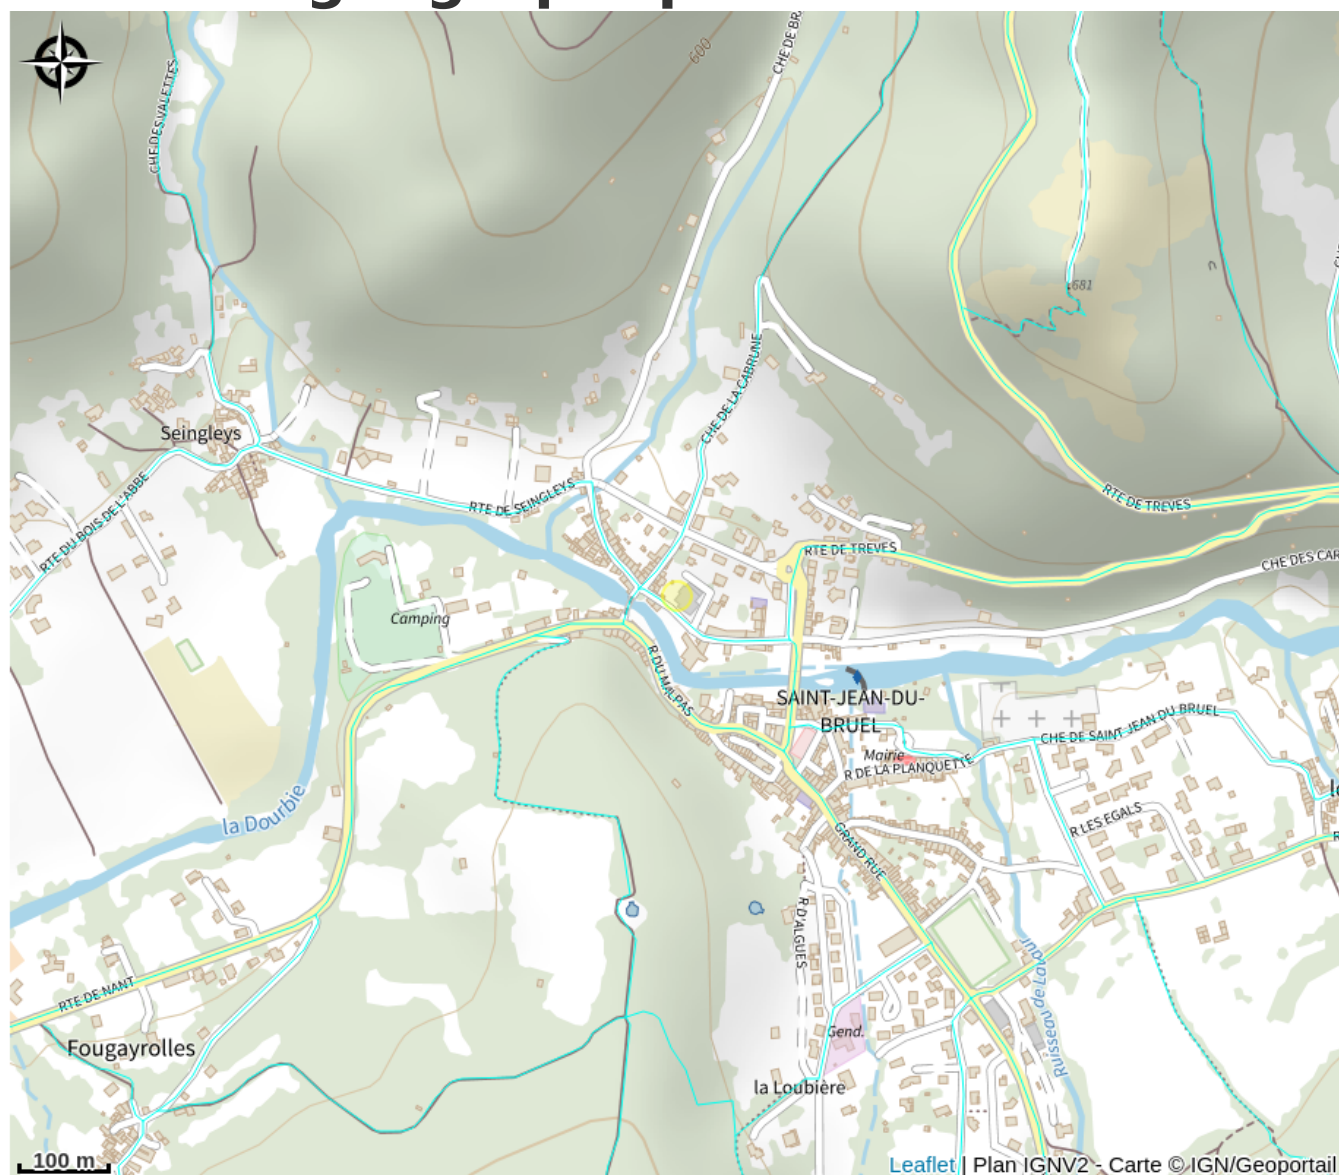 600
CHE DE BR
CHE DES VALETTES
681
CHE DE LA CABRUNE
Seingleys
RTE DE SEINGLEYS
RTE DE TREVES
RTE DU BOIS DE L'ABBE
RTE DE TREVES
CHE DES CAR
Camping
R DU MALPAS
SAINT-JEAN-DU-
BRUEL
CHE DE SAINT JEAN DU BRUEL
Mairie
R DE LA PLANQUETTE
la Dourbie
R LES EGALS
GRAND RUE
R D'ALGUES
Ruisseau de Lavau
RTE DE NANT
Gend.
Fougayrolles
la Loubière
100 m
Leaflet | Plan IGNV2 - Carte © IGN/Geoportail